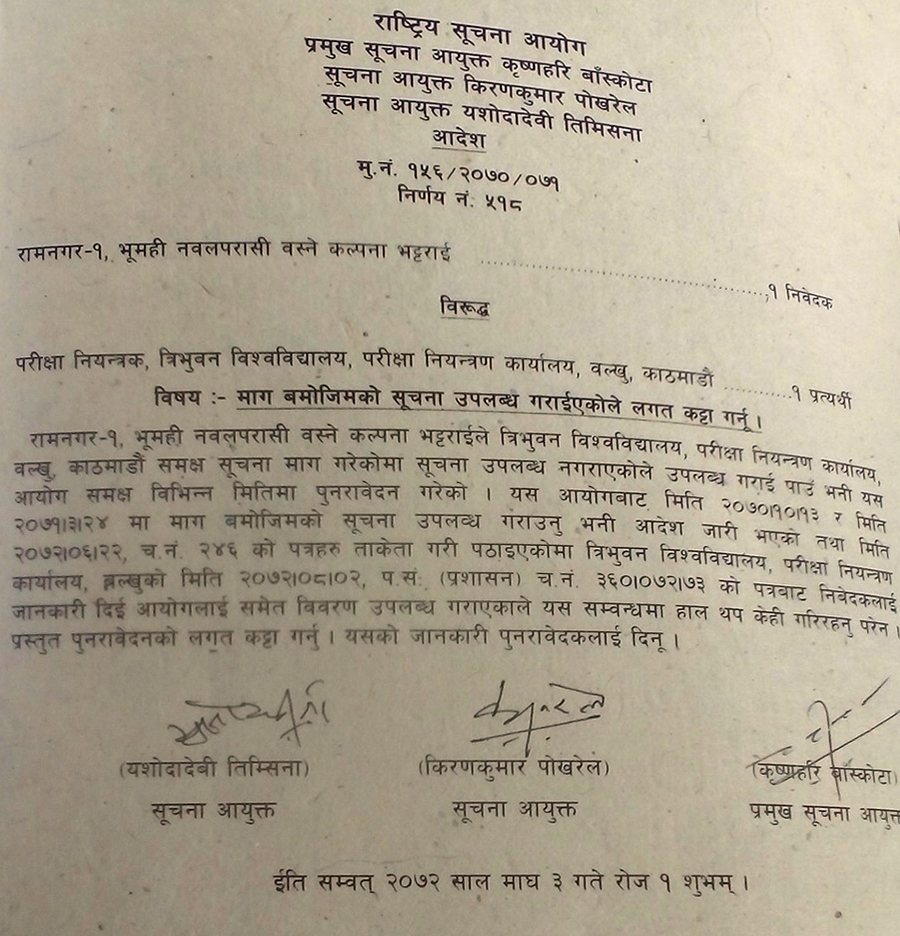 राष्ट्रिय सूचना आयोग
प्रमुख सूचना आयुक्त कृष्णहरि बाँस्कोटा
सूचना आयुक्त किरणकुमार पोखरेल
सूचना आयुक्त यशोदादेवी तिमिसना
आदेश
मु.नं. १५६/२०७०/०७१
निर्णय नं. ५१८
रामनगर-१, भूमही नवलपरासी वस्ने कल्पना भट्टराई ........................................१ निवेदक
विरूद्ध
परीक्षा नियन्त्रक, त्रिभुवन विश्वविद्यालय, परीक्षा नियन्त्रण कार्यालय, वल्खु, काठमाडौं ..........१ प्रत्यर्थी
विषय :- माग बमोजिमको सूचना उपलब्ध गराईएकोले लगत कट्टा गर्नू ।
रामनगर-१, भूमही नवलपरासी वस्ने कल्पना भट्टराईले त्रिभुवन विश्वविद्यालय, परीक्षा नियन्त्रण कार्यालय,
वल्खु, काठमाडौं समक्ष सूचना माग गरेकोमा सूचना उपलब्ध नगराएकोले उपलब्ध गराई पाउँ भनी यस
आयोग समक्ष विभिन्न मितिमा पुनरावेदन गरेको । यस आयोगबाट मिति २०७०।१०।१३ र मिति
२०७१।३।२४ मा माग बमोजिमको सूचना उपलव्ध गराउनु भनी आदेश जारी भएको तथा मिति
२०७२।०६।२२, च.नं. २४६ को पत्रहरु ताकेता गरी पठाइएकोमा त्रिभुवन विश्वविद्यालय, परीक्षा नियन्त्रण
कार्यालय, बल्खुको मिति २०७२।०८।०२, प.सं. (प्रशासन) च.नं. ३६०।०७२।७३ को पत्रबाट निवेदकलाई
जानकारी दिई आयोगलाई समेत विवरण उपलब्ध गराएकाले यस सम्वन्धमा हाल थप केही गरिरहनु परेन ।
प्रस्तुत पुनरावेदनको लगत कट्टा गर्नु । यसको जानकारी पुनरावेदकलाई दिनू ।
(यशोदादेबी तिम्सिना) (किरणकुमार पोखरेल) (कृष्णहरि बाँस्कोटा)
सूचना आयुक्त सूचना आयुक्त प्रमुख सूचना आयुक्त
ईति सम्वत् २०७२ साल माघ ३ गते रोज १ शुभम् ।